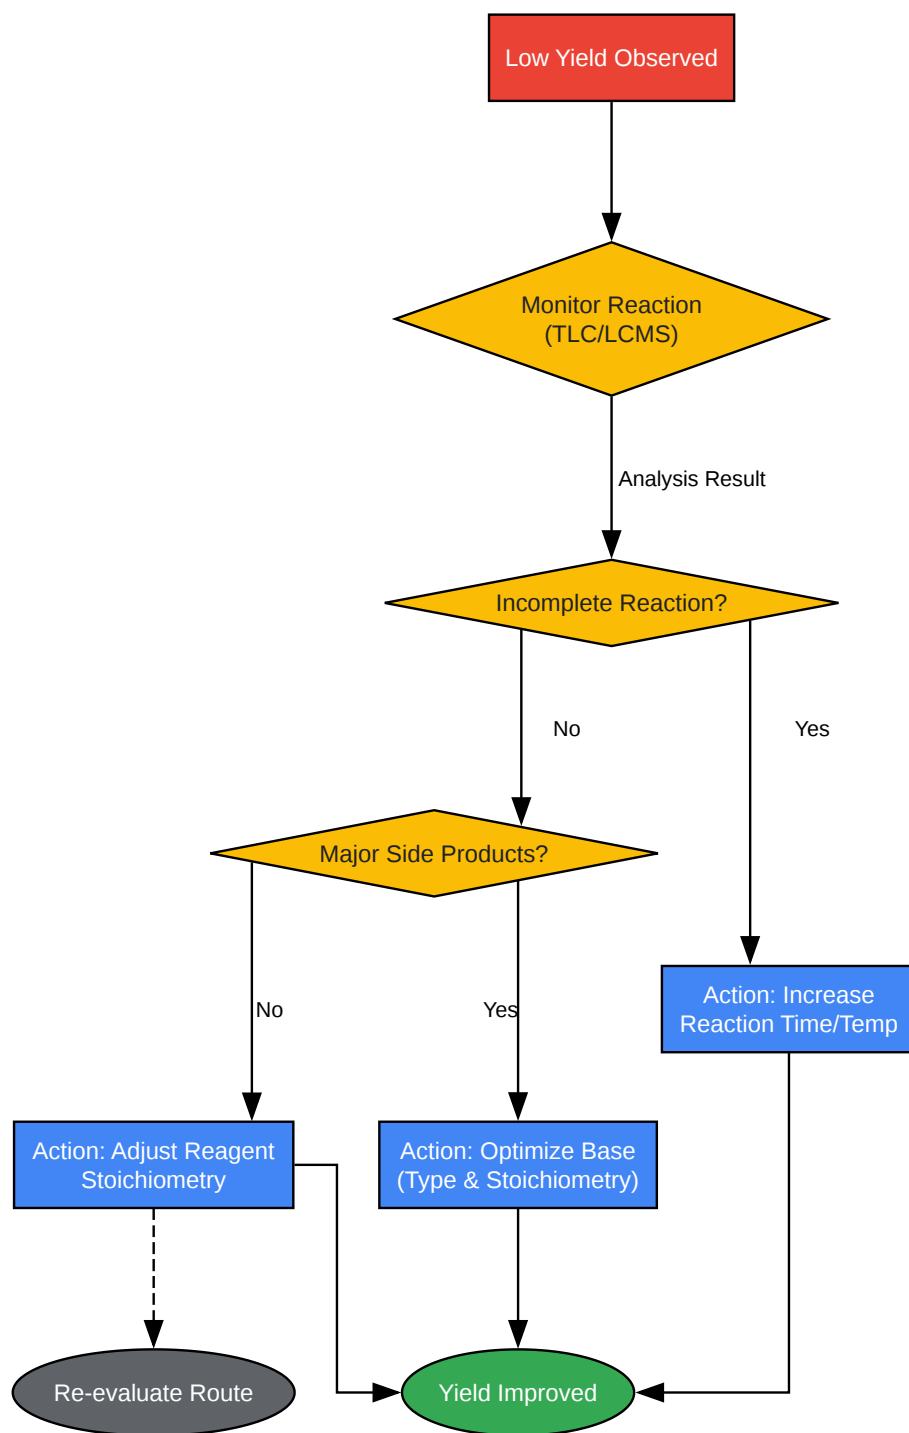 Low Yield Observed
Monitor Reaction
(TLC/LCMS)
Analysis Result
Incomplete Reaction?
No
Yes
Major Side Products?
Action: Increase
Reaction Time/Temp
No
Yes
Action: Adjust Reagent
Stoichiometry
Action: Optimize Base
(Type & Stoichiometry)
Re-evaluate Route
Yield Improved